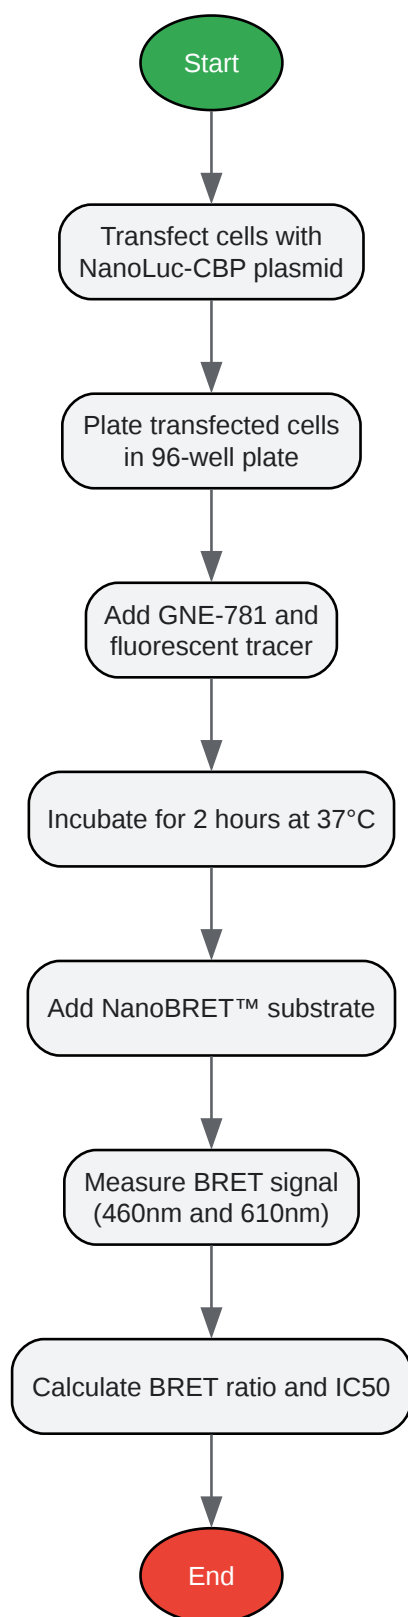 Start
Transfect cells with
NanoLuc-CBP plasmid
Plate transfected cells
in 96-well plate
Add GNE-781 and
fluorescent tracer
Incubate for 2 hours at 37°C
Add NanoBRET™ substrate
Measure BRET signal
(460nm and 610nm)
Calculate BRET ratio and IC50
End